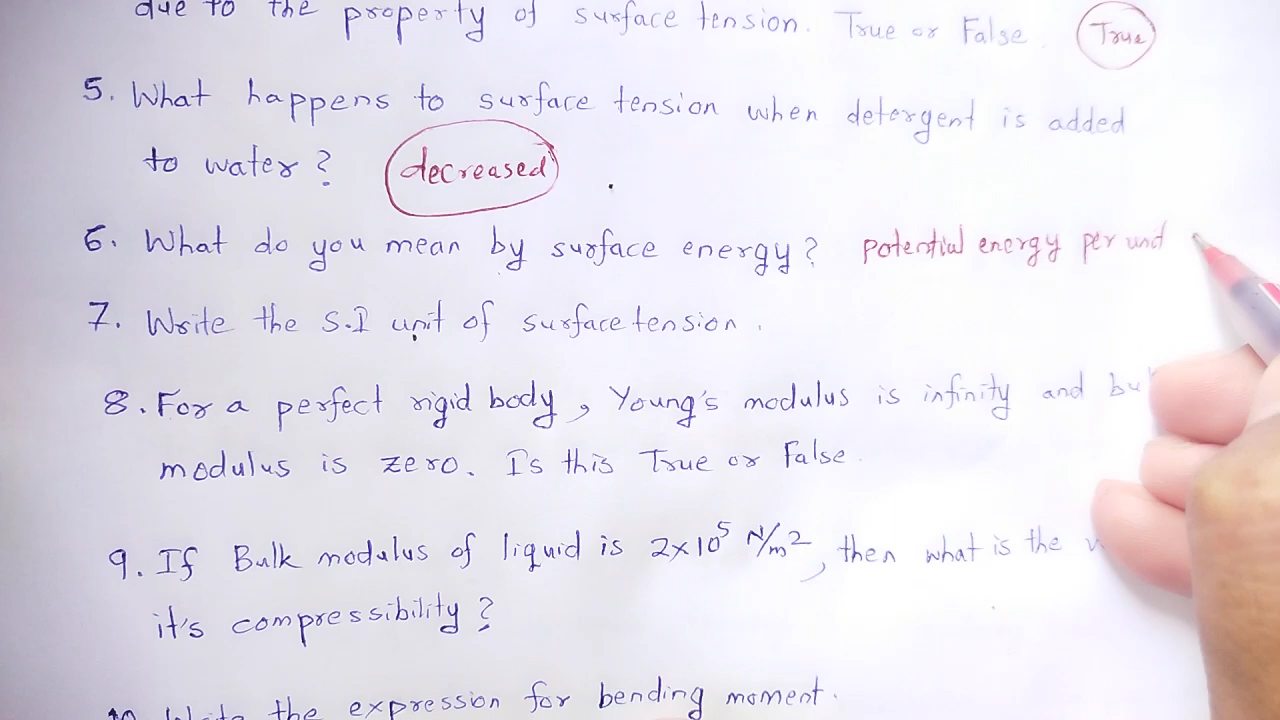 due to the property of surface tension. True or False. True
5. What happens to surface tension when detergent is added
to water? decreased
6. What do you mean by surface energy? Potential energy per unit
7. Write the S.I unit of surface tension.
8. For a perfect rigid body, Young's modulus is infinity and
modulus is zero. Is this True or False.
9. If Bulk modulus of liquid is 2×10⁵ N/m², then what is the
it's compressibility?
10. Write the expression for bending moment.